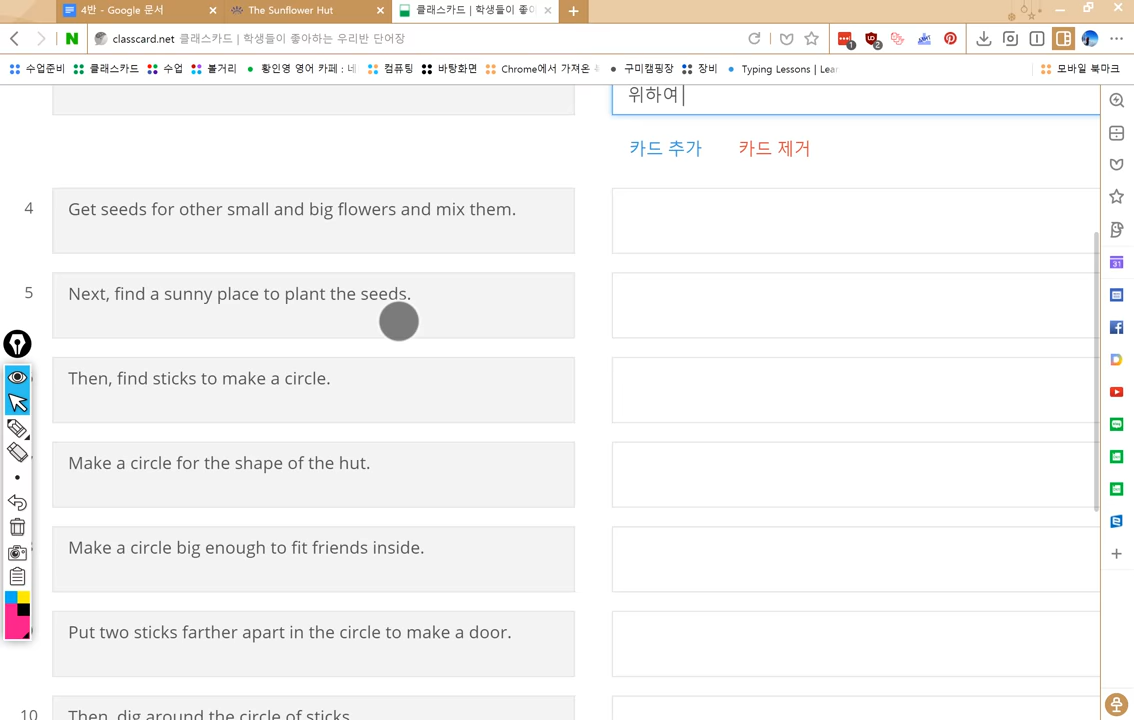 4반 - Google 문서
The Sunflower Hut
클래스카드 | 학생들이 좋아
classcard.net 클래스카드 | 학생들이 좋아하는 우리반 단어장
수업준비 클래스카드 수업 볼거리 황인영 영어 카페 : 네 컴퓨팅 바탕화면 Chrome에서 가져온 구미캠핑장 장비 Typing Lessons | Lear 모바일 북마크
위하여
카드 추가 카드 제거
4 Get seeds for other small and big flowers and mix them.
5 Next, find a sunny place to plant the seeds.
Then, find sticks to make a circle.
Make a circle for the shape of the hut.
Make a circle big enough to fit friends inside.
Put two sticks farther apart in the circle to make a door.
10 Then, dig around the circle of sticks.